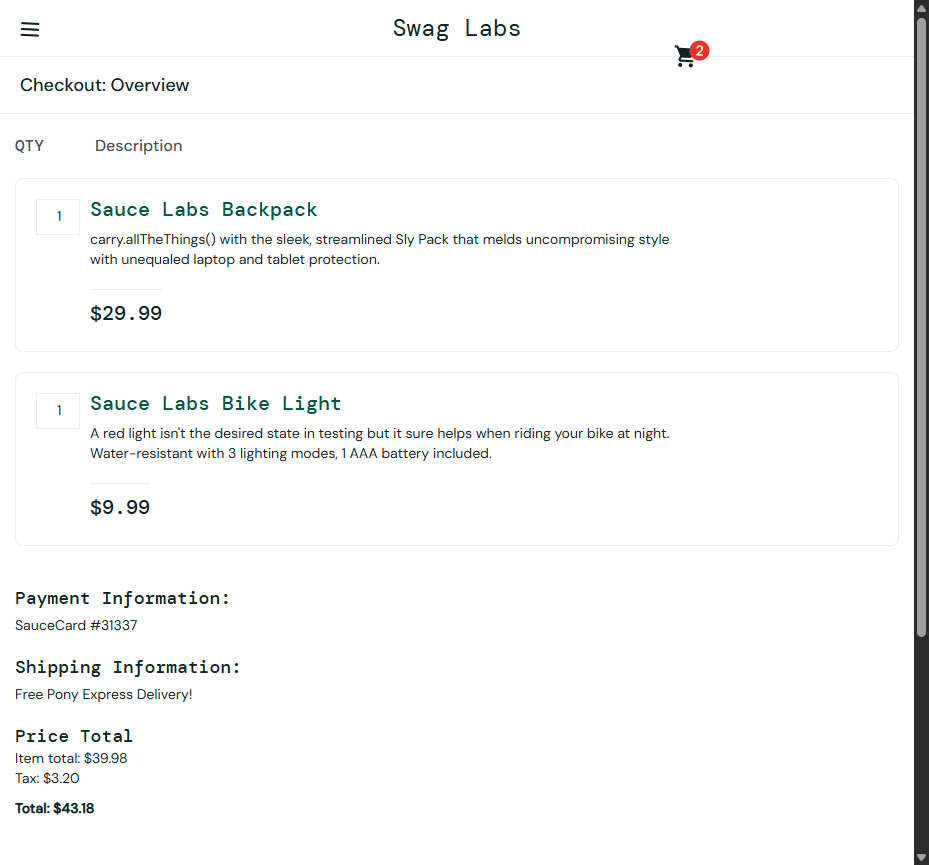 Swag Labs
2
Checkout: Overview
QTY Description
1
Sauce Labs Backpack
carry.allTheThings() with the sleek, streamlined Sly Pack that melds uncompromising style
with unequaled laptop and tablet protection.
$29.99
1
Sauce Labs Bike Light
A red light isn't the desired state in testing but it sure helps when riding your bike at night.
Water-resistant with 3 lighting modes, 1 AAA battery included.
$9.99
Payment Information:
SauceCard #31337
Shipping Information:
Free Pony Express Delivery!
Price Total
Item total: $39.98
Tax: $3.20
Total: $43.18